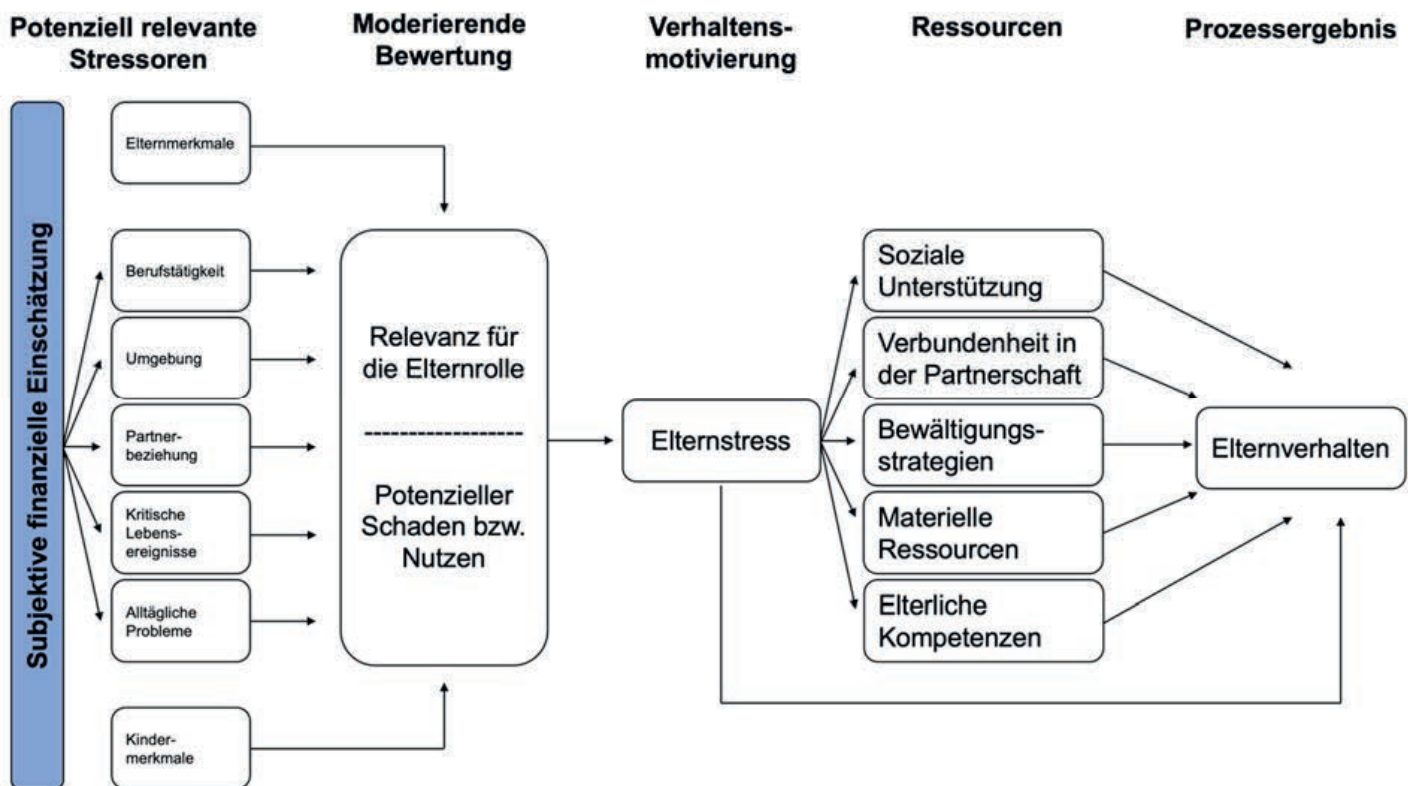 Potenziell relevante
Stressoren
Moderierende
Bewertung
Verhaltens-
motivierung
Ressourcen
Prozessergebnis
Subjektive finanzielle Einschätzung
Elternmerkmale
Berufstätigkeit
Umgebung
Partner-
beziehung
Kritische
Lebens-
ereignisse
Alltägliche
Probleme
Kinder-
merkmale
Relevanz für
die Elternrolle
Potenzieller
Schaden bzw.
Nutzen
Elternstress
Soziale
Unterstützung
Verbundenheit in
der Partnerschaft
Bewältigungs-
strategien
Materielle
Ressourcen
Elterliche
Kompetenzen
Elternverhalten